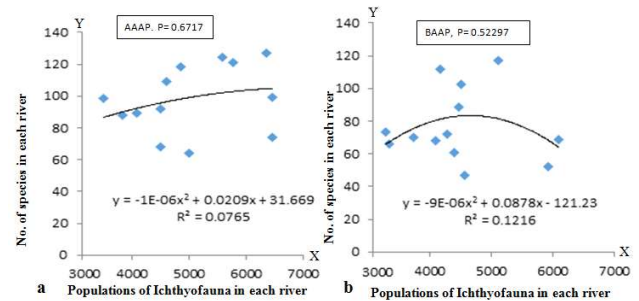 Y
AAAP. P= 0.6717
140
120
100
80
60
40
20
0
No. of species in each river
y = -1E-06x² + 0.0209x + 31.669
R² = 0.0765
3000 4000 5000 6000 7000
X
a Populations of Ichthyofauna in each river
Y
BAAP, P= 0.52297
140
120
100
80
60
40
20
0
No. of species in each river
y = -9E-06x² + 0.0878x - 121.23
R² = 0.1216
3000 4000 5000 6000 7000
X
b Populations of Ichthyofauna in each river